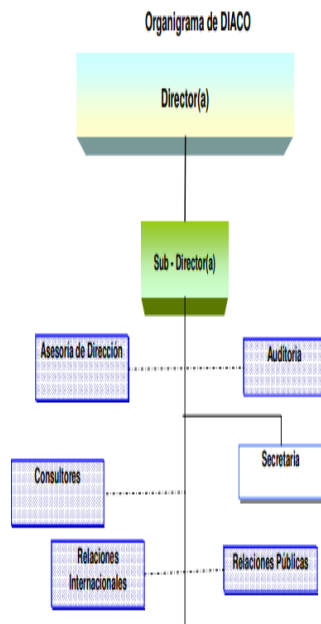 Organigrama de DIACO
Director(a)
Sub - Director(a)
Asesoria de Dirección
Auditoria
Secretaria
Consultores
Relaciones
Internacionales
Relaciones Públicas